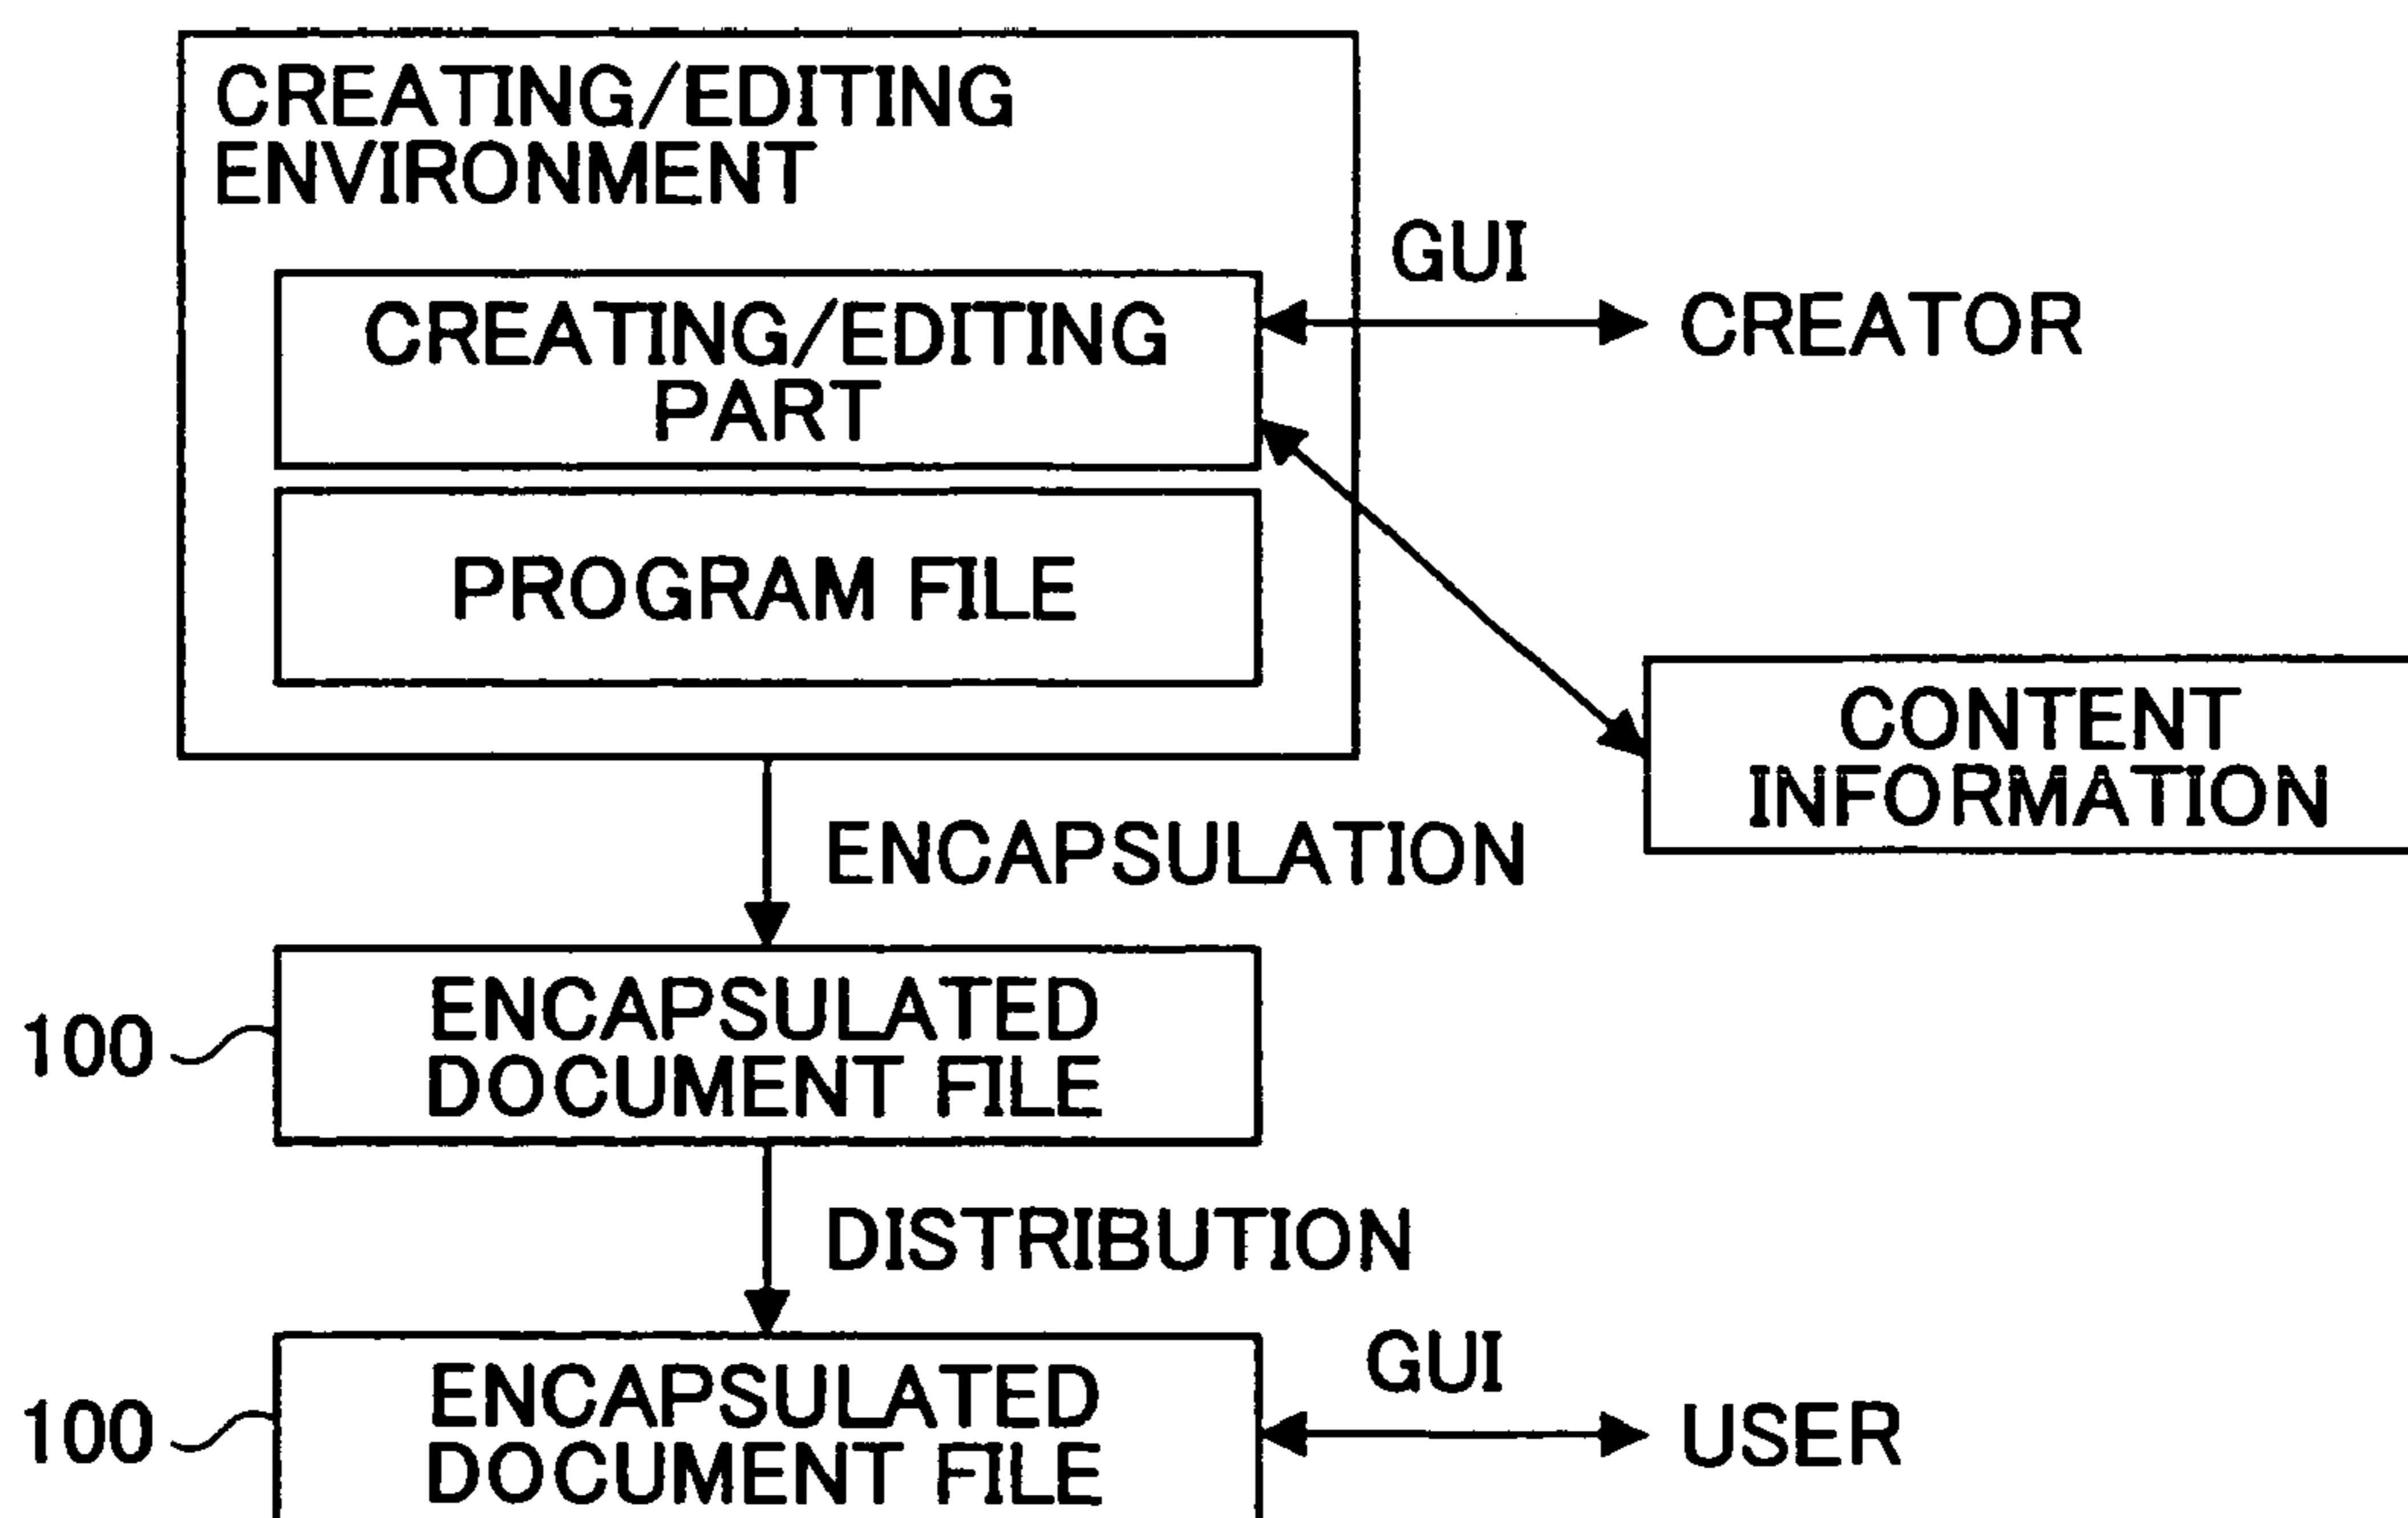 CREATING/EDITING
ENVIRONMENT
GUI
CREATING/EDITING
PART
CREATOR
PROGRAM FILE
CONTENT
INFORMATION
ENCAPSULATION
100
ENCAPSULATED
DOCUMENT FILE
DISTRIBUTION
100
ENCAPSULATED
DOCUMENT FILE
GUI
USER